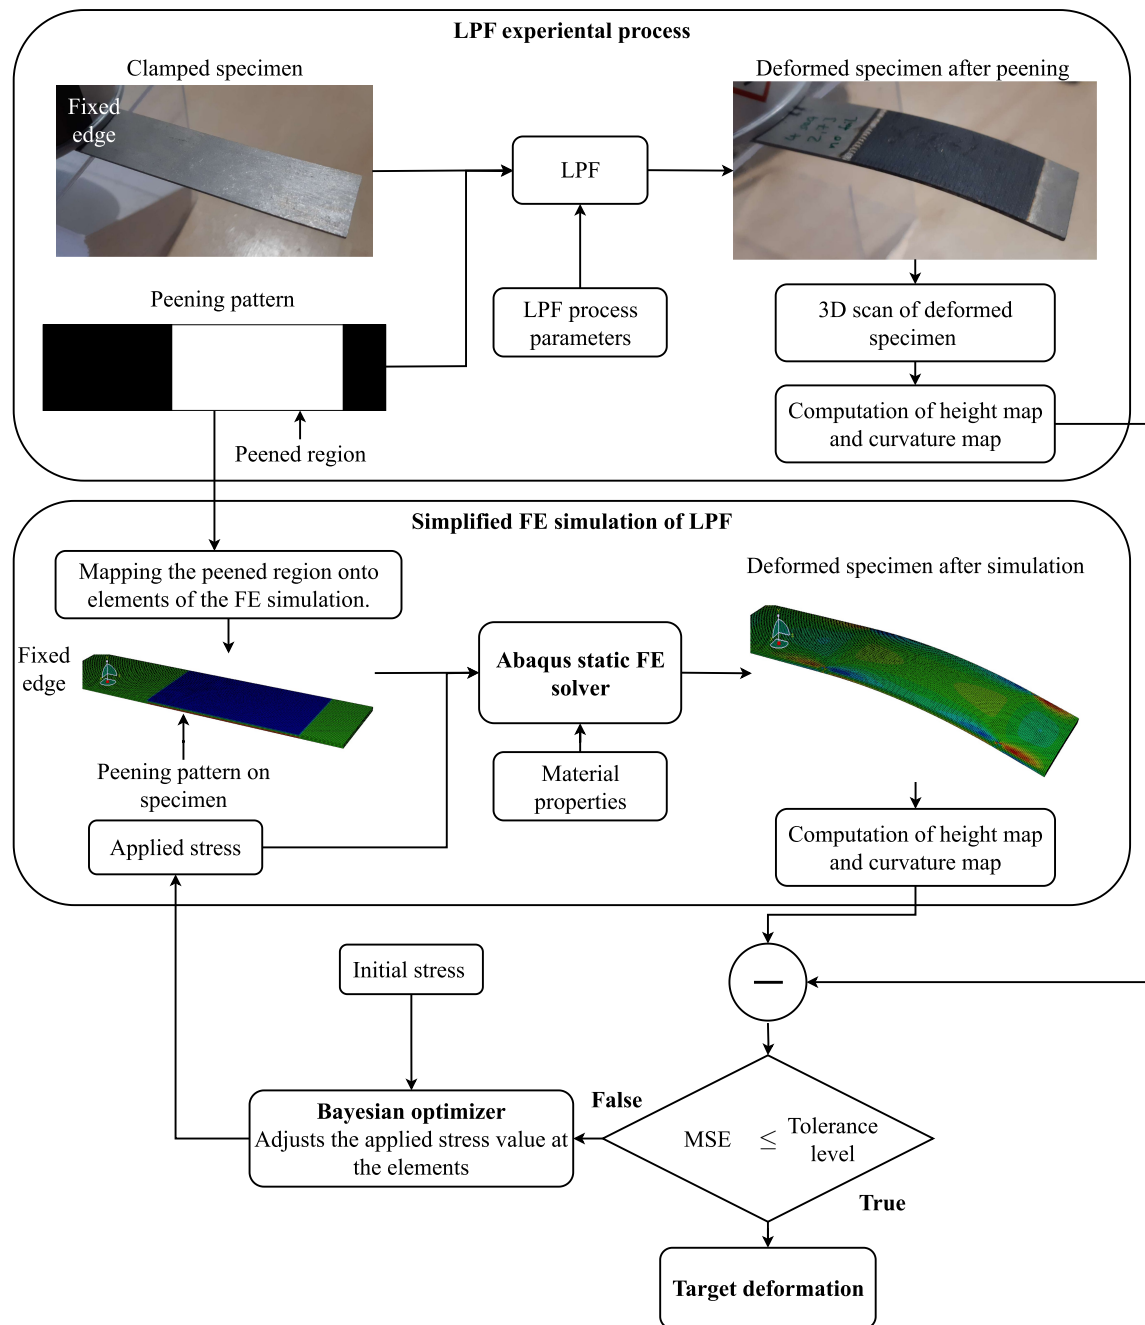 LPF experiental process
Clamped specimen
Deformed specimen after peening
Fixed
edge
2.7 J
no foil
LPF
Peening pattern
LPF process
parameters
3D scan of deformed
specimen
Computation of height map
and curvature map
Peened region
Simplified FE simulation of LPF
Mapping the peened region onto
elements of the FE simulation.
Deformed specimen after simulation
Fixed
edge
Abaqus static FE
solver
Peening pattern on
specimen
Material
properties
Applied stress
Computation of height map
and curvature map
Initial stress
−
Bayesian optimizer
Adjusts the applied stress value at
the elements
False
MSE ≤ Tolerance
level
True
Target deformation